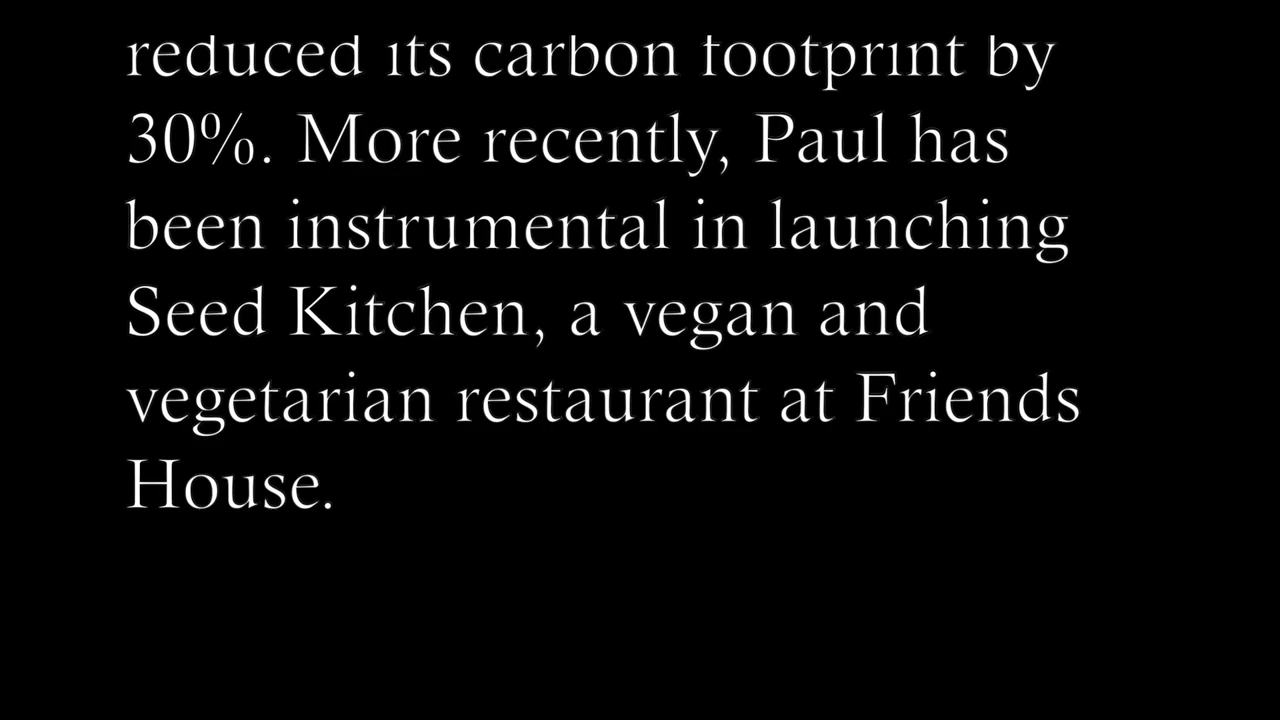 reduced its carbon footprint by
30%. More recently, Paul has
been instrumental in launching
Seed Kitchen, a vegan and
vegetarian restaurant at Friends
House.